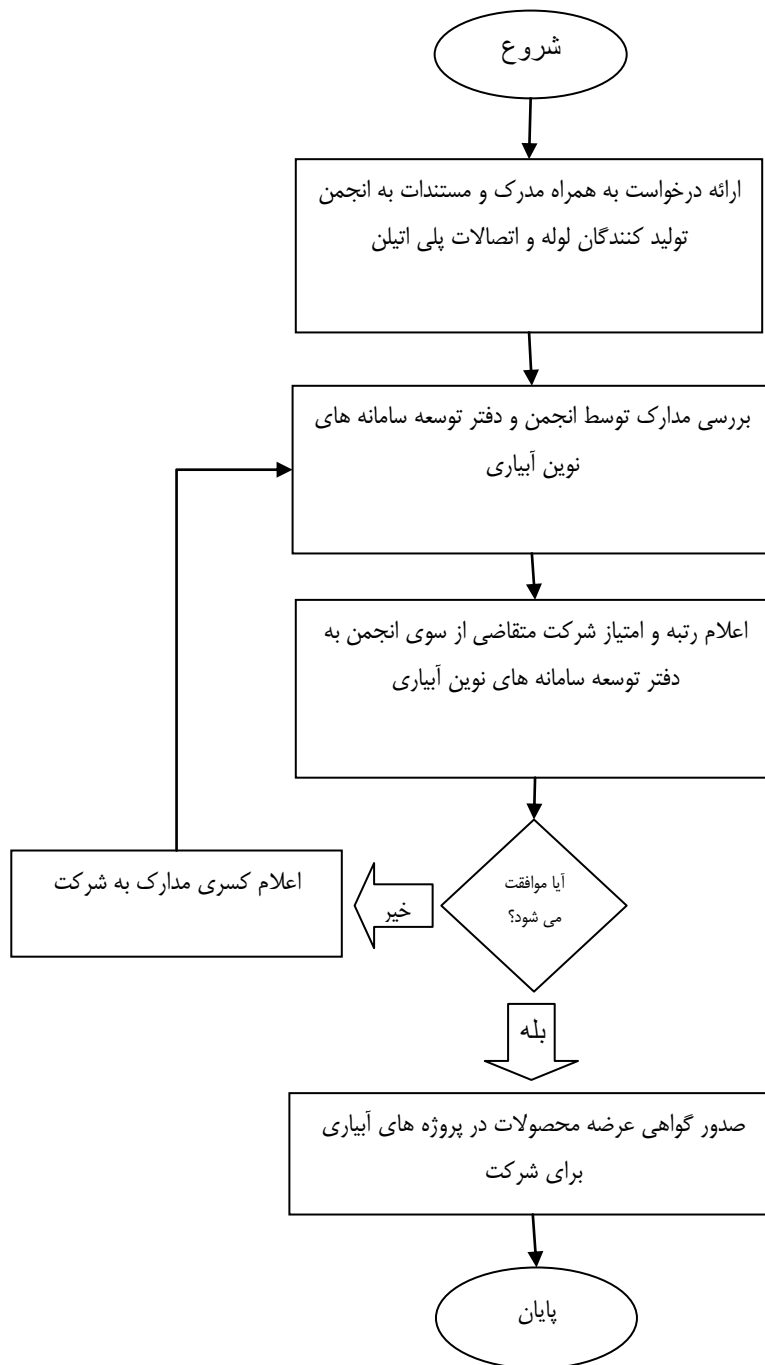 شروع
ارائه درخواست به همراه مدرک و مستندات به انجمن
تولید کنندگان لوله و اتصالات پلی اتیلن
بررسی مدارک توسط انجمن و دفتر توسعه سامانه های
نوین آبیاری
اعلام رتبه و امتیاز شرکت متقاضی از سوی انجمن به
دفتر توسعه سامانه های نوین آبیاری
آیا موافقت
می شود؟
خیر
اعلام کسری مدارک به شرکت
بله
صدور گواهی عرضه محصولات در پروژه های آبیاری
برای شرکت
پایان